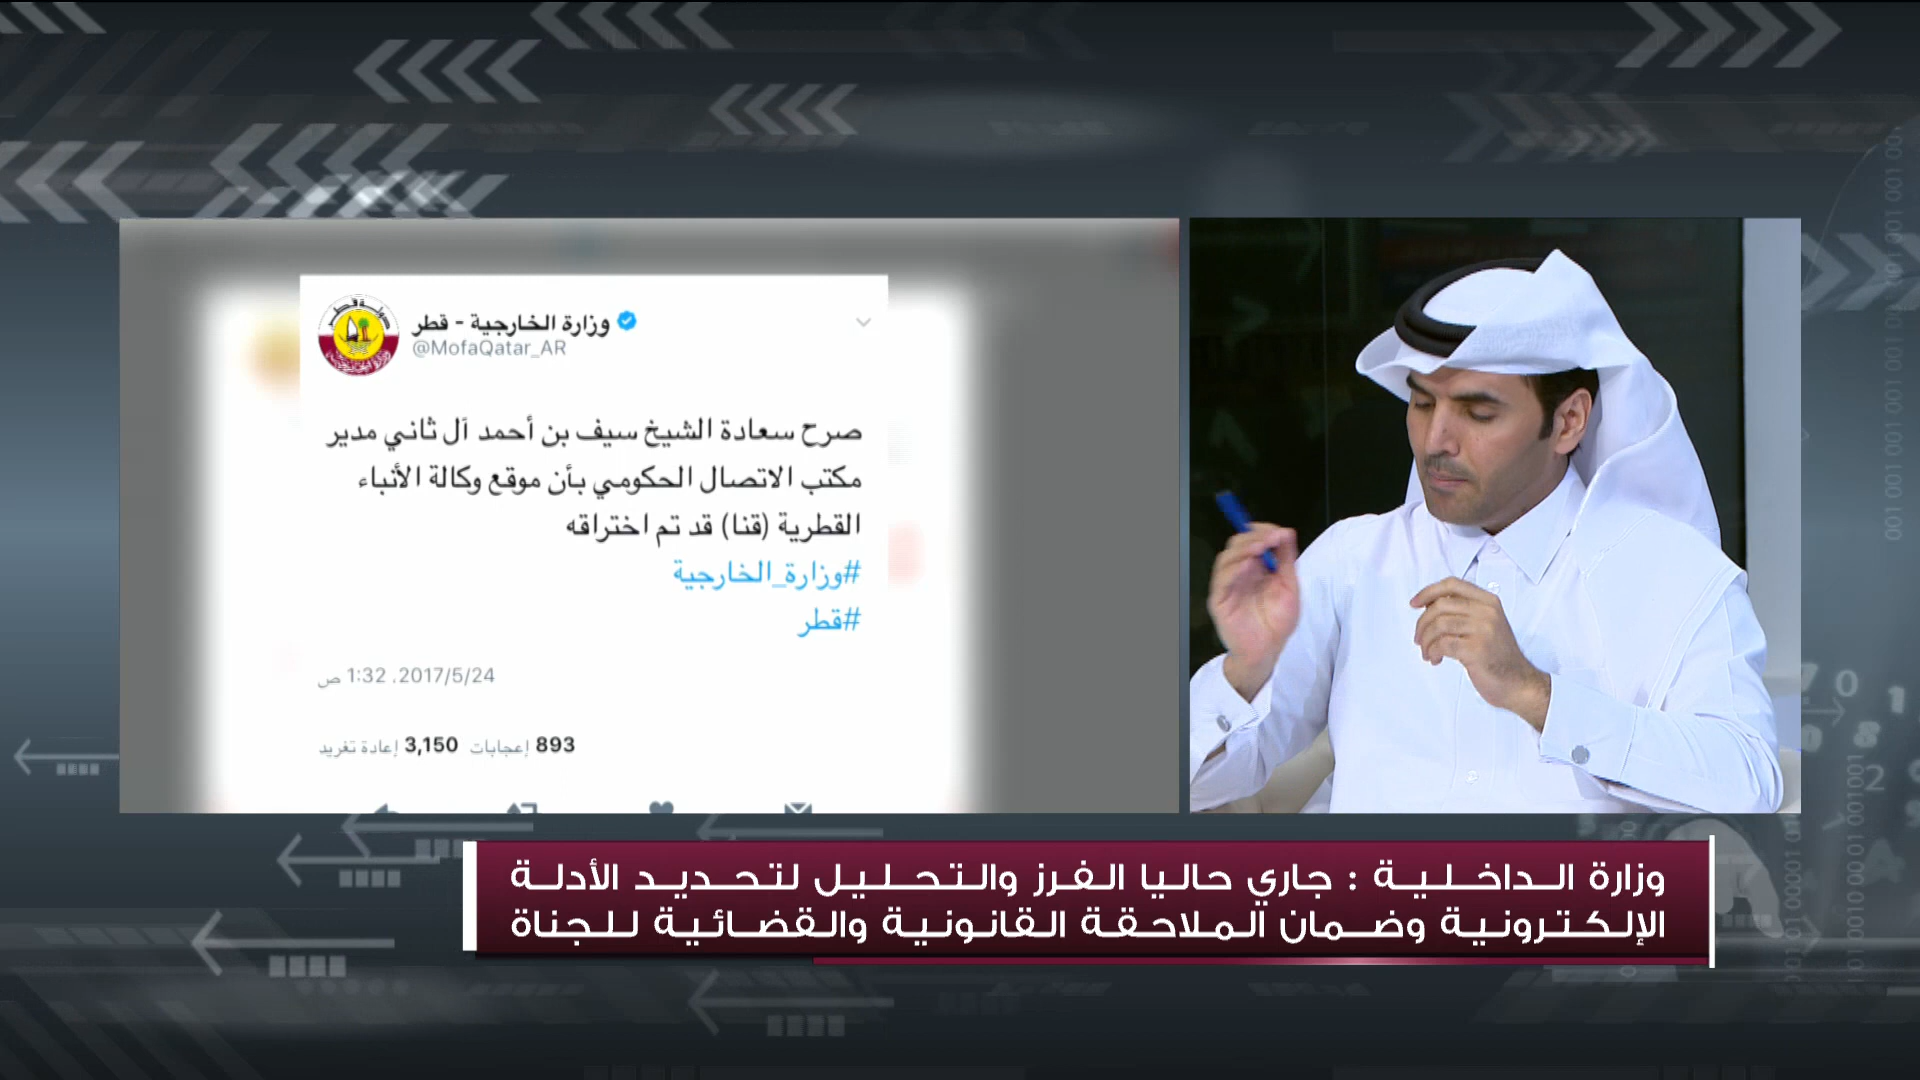 وزارة الخارجية - قطر
@MofaQatar_AR
صرح سعادة الشيخ سيف بن أحمد آل ثاني مدير
مكتب الاتصال الحكومي بأن موقع وكالة الأنباء
القطرية (قنا) قد تم اختراقه
#وزارة_الخارجية
#قطر
2017/5/24، 1:32 ص
893 إعجابات 3,150 إعادة تغريد
وزارة الداخلية : جاري حاليا الفرز والتحليل لتحديد الأدلة
الإلكترونية وضمان الملاحقة القانونية والقضائية للجناة